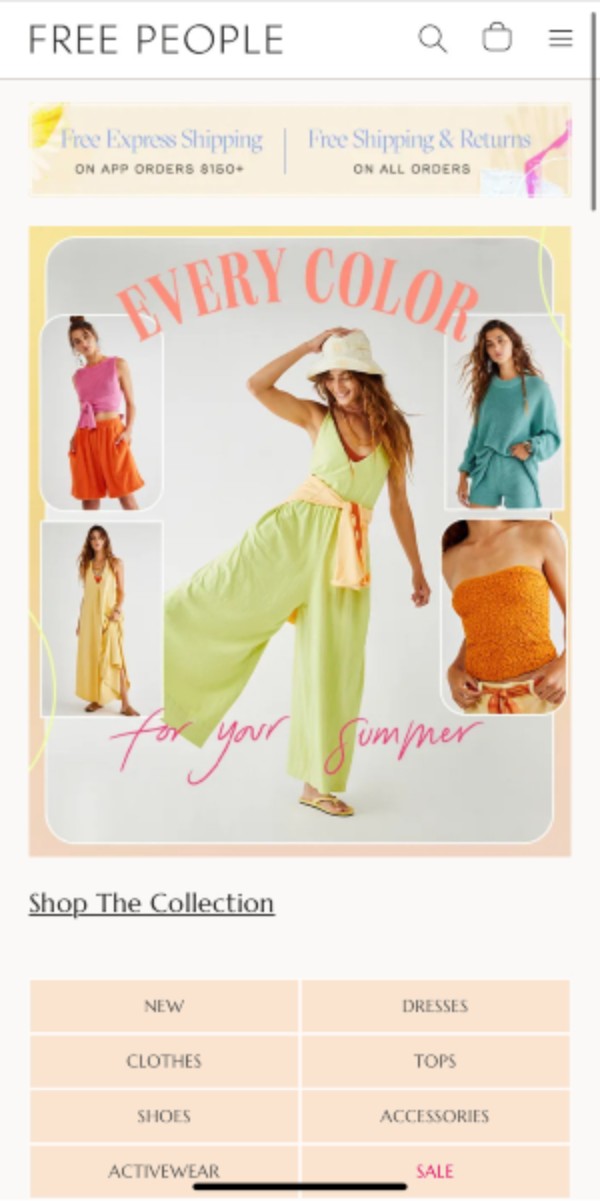 FREE PEOPLE
Free Express Shipping
ON APP ORDERS $150+
Free Shipping & Returns
ON ALL ORDERS
EVERY COLOR
for your summer
Shop The Collection
NEW
DRESSES
CLOTHES
TOPS
SHOES
ACCESSORIES
ACTIVEWEAR
SALE